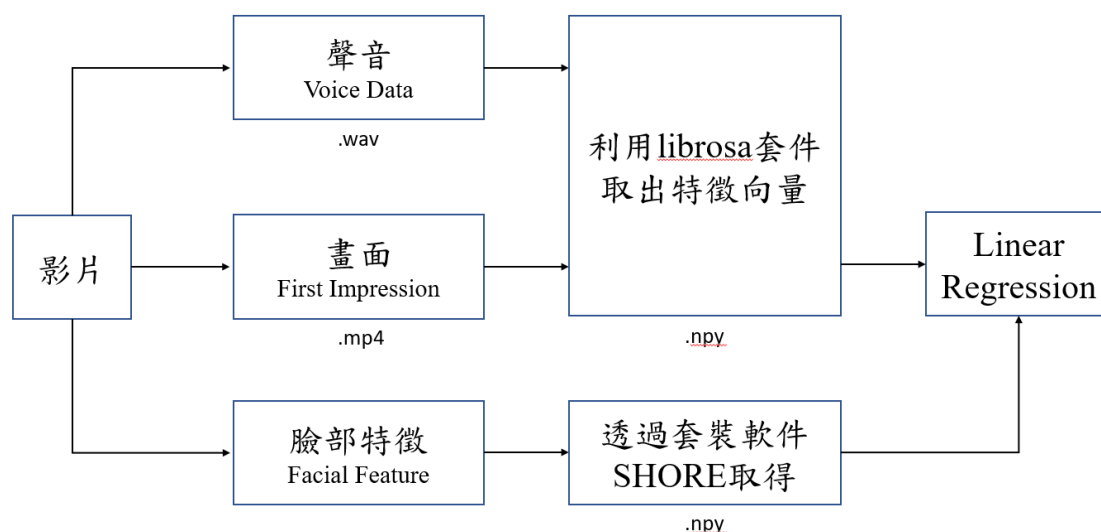 聲音
Voice Data
.wav
影片
畫面
First Impression
.mp4
臉部特徵
Facial Feature
利用librosa套件
取出特徵向量
.npy
透過套裝軟件
SHORE取得
.npy
Linear
Regression